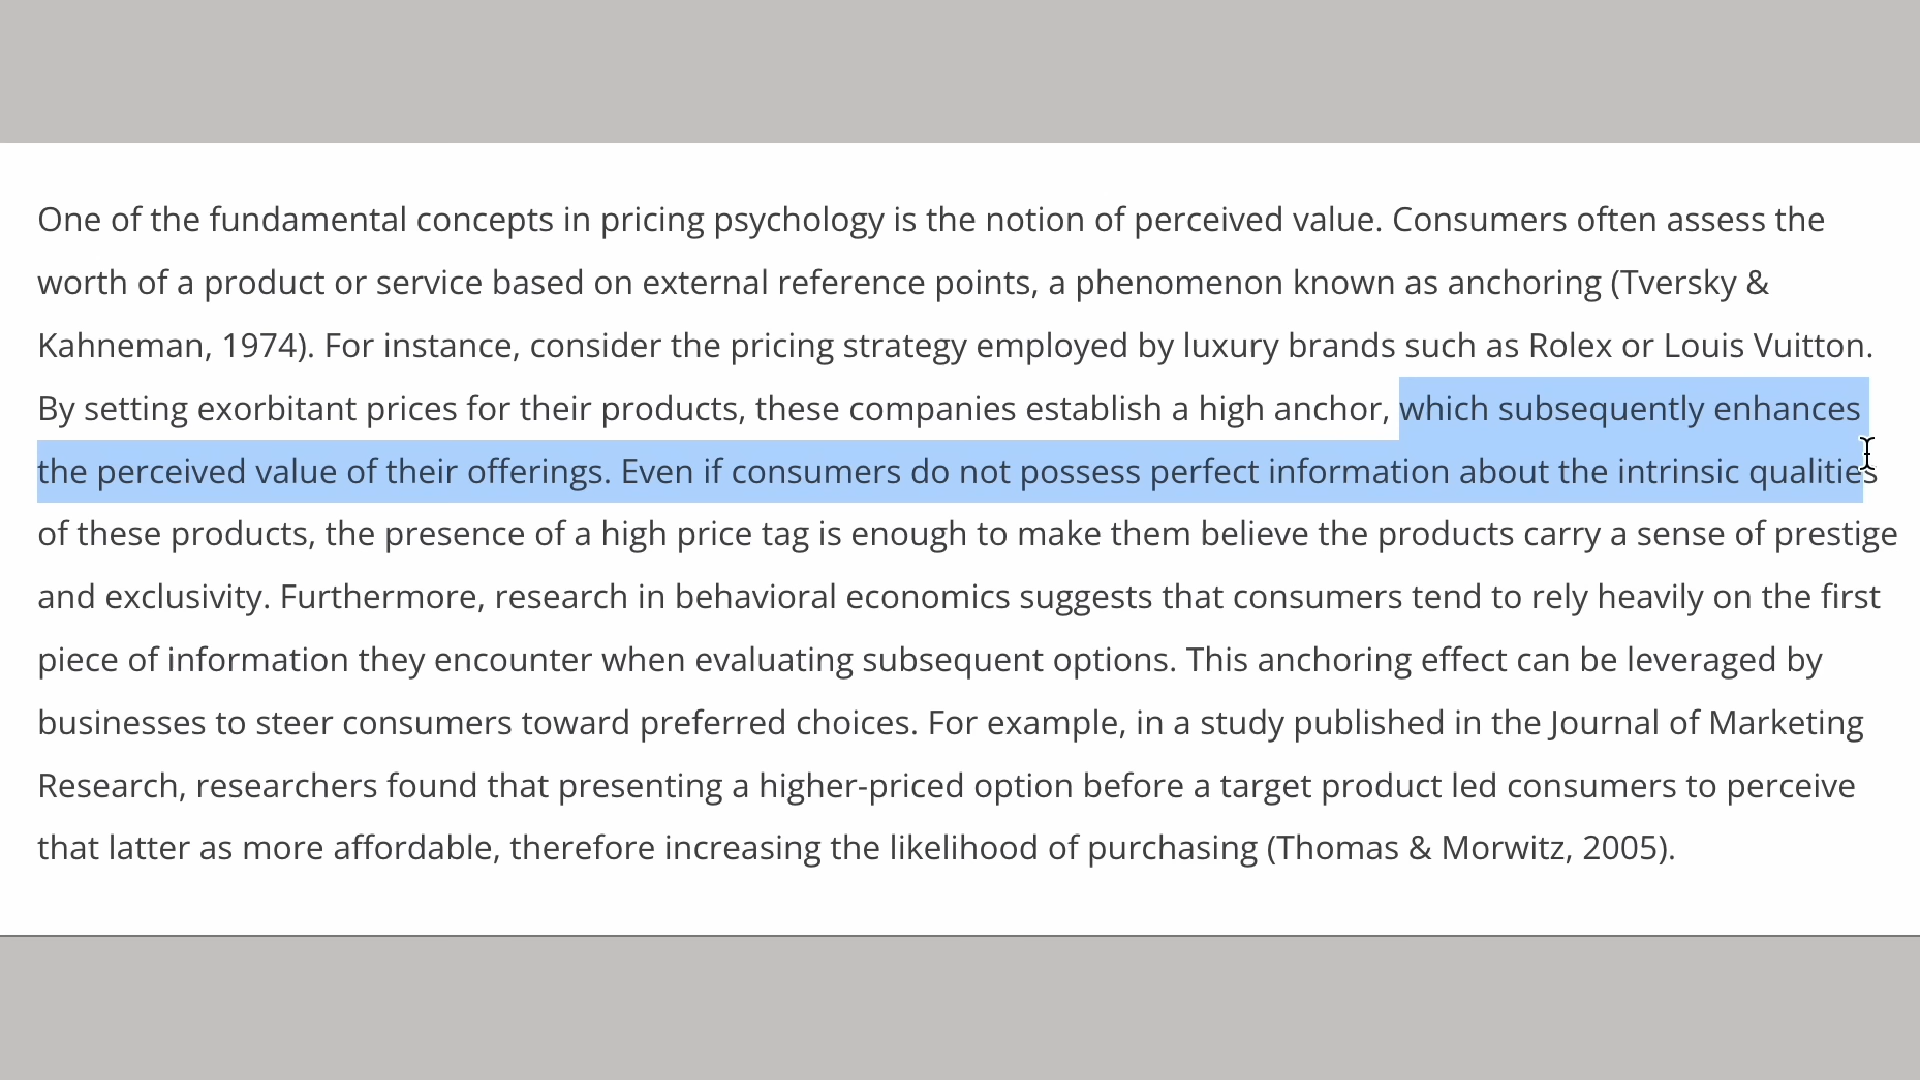 One of the fundamental concepts in pricing psychology is the notion of perceived value. Consumers often assess the
worth of a product or service based on external reference points, a phenomenon known as anchoring (Tversky &
Kahneman, 1974). For instance, consider the pricing strategy employed by luxury brands such as Rolex or Louis Vuitton.
By setting exorbitant prices for their products, these companies establish a high anchor, which subsequently enhances
the perceived value of their offerings. Even if consumers do not possess perfect information about the intrinsic qualities
of these products, the presence of a high price tag is enough to make them believe the products carry a sense of prestige
and exclusivity. Furthermore, research in behavioral economics suggests that consumers tend to rely heavily on the first
piece of information they encounter when evaluating subsequent options. This anchoring effect can be leveraged by
businesses to steer consumers toward preferred choices. For example, in a study published in the Journal of Marketing
Research, researchers found that presenting a higher-priced option before a target product led consumers to perceive
that latter as more affordable, therefore increasing the likelihood of purchasing (Thomas & Morwitz, 2005).